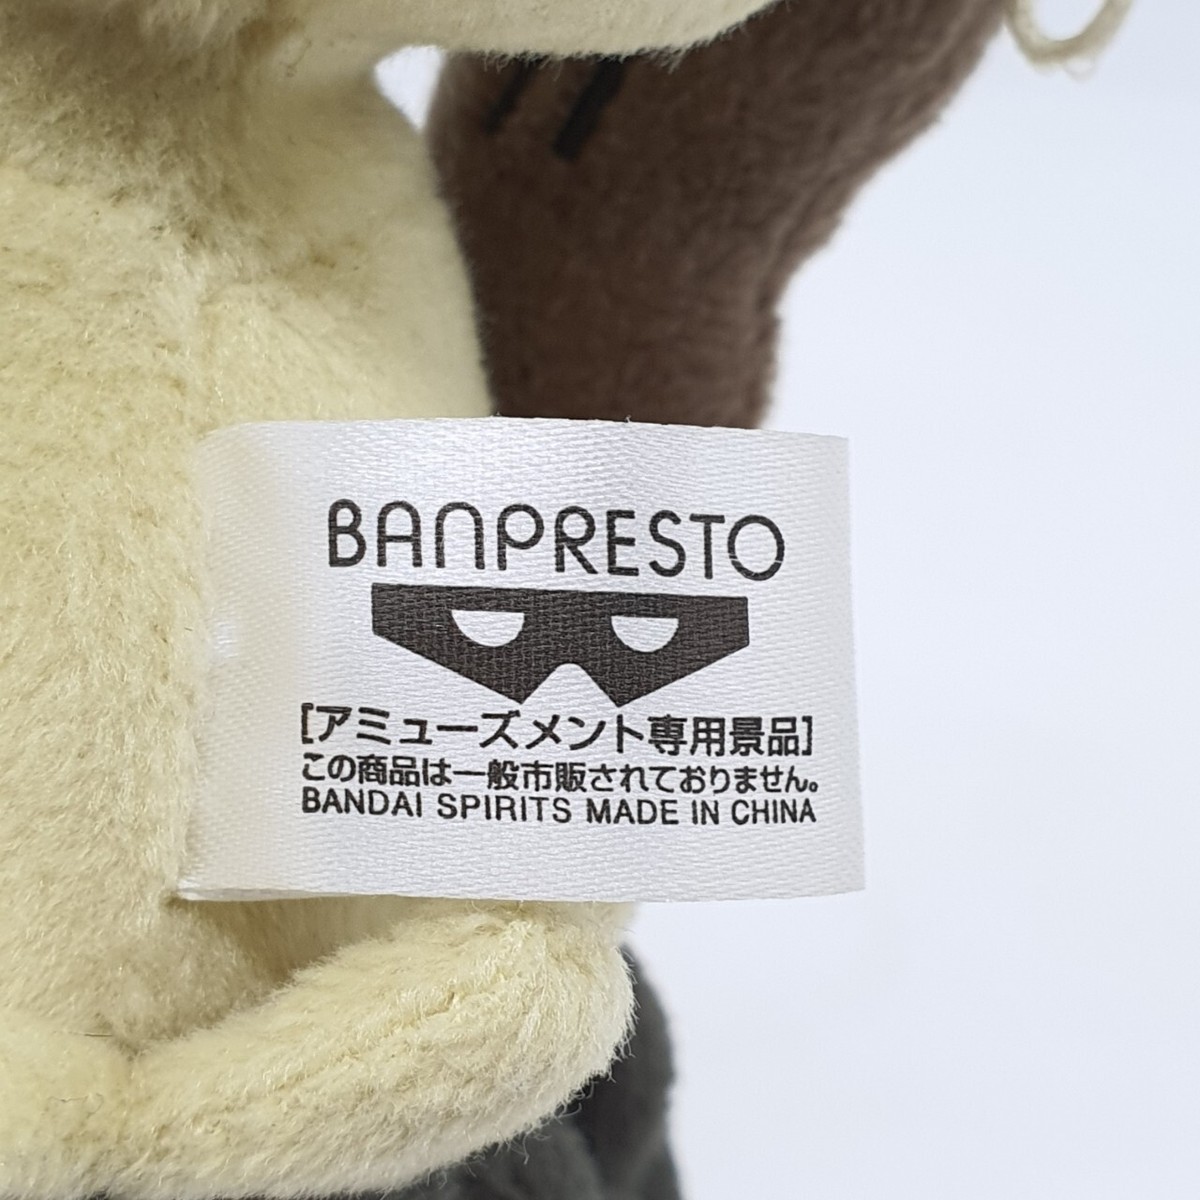 BANPRESTO
[アミューズメント専用景品]
この商品は一般市販されておりません。
BANDAI SPIRITS MADE IN CHINA